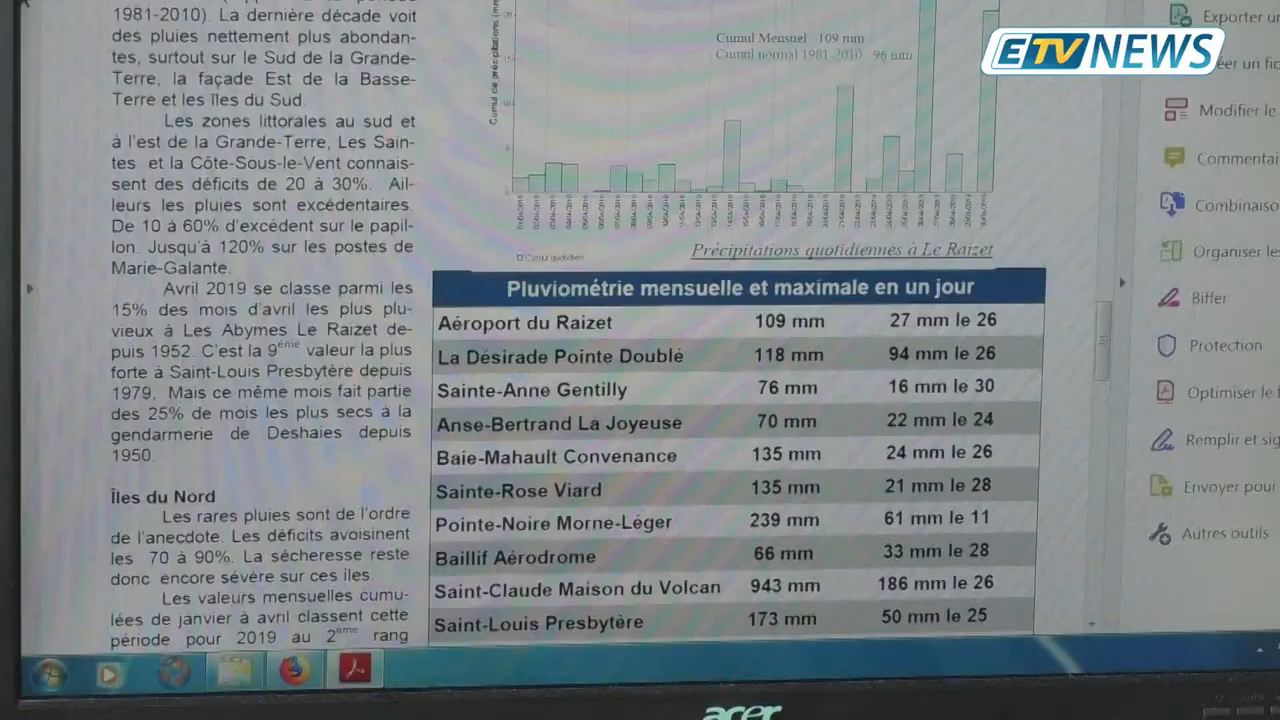 1981-2010). La dernière décade voit
des pluies nettement plus abondan-
tes, surtout sur le Sud de la Grande-
Terre, la façade Est de la Basse-
Terre et les îles du Sud.
Les zones littorales au sud et
à l'est de la Grande-Terre, Les Sain-
tes et la Côte-Sous-le-Vent connais-
sent des déficits de 20 à 30%. Ail-
leurs les pluies sont excédentaires.
De 10 à 60% d'excédent sur le papil-
lon. Jusqu'à 120% sur les postes de
Marie-Galante.
Avril 2019 se classe parmi les
15% des mois d'avril les plus plu-
vieux à Les Abymes Le Raizet de-
puis 1952. C'est la 9ème valeur la plus
forte à Saint-Louis Presbytère depuis
1979. Mais ce même mois fait partie
des 25% de mois les plus secs à la
gendarmerie de Deshaies depuis
1950.
Îles du Nord
Les rares pluies sont de l'ordre
de l'anecdote. Les déficits avoisinent
les 70 à 90%. La sécheresse reste
donc encore sévère sur ces îles.
Les valeurs mensuelles cumu-
lées de janvier à avril classent cette
période pour 2019 au 2ème rang
Cumul de précipitations (mm
Cumul Mensuel 109 mm
Cumul normal 1981-2010 96 mm
Cumul quotidien
Précipitations quotidiennes à Le Raizet
Pluviométrie mensuelle et maximale en un jour
Aéroport du Raizet 109 mm 27 mm le 26
La Désirade Pointe Doublé 118 mm 94 mm le 26
Sainte-Anne Gentilly 76 mm 16 mm le 30
Anse-Bertrand La Joyeuse 70 mm 22 mm le 24
Baie-Mahault Convenance 135 mm 24 mm le 26
Sainte-Rose Viard 135 mm 21 mm le 28
Pointe-Noire Morne-Léger 239 mm 61 mm le 11
Baillif Aérodrome 66 mm 33 mm le 28
Saint-Claude Maison du Volcan 943 mm 186 mm le 26
Saint-Louis Presbytère 173 mm 50 mm le 25
ETV NEWS
Exporter un
éer un fic
Modifier le
Commentai
Combinaiso
Organiser les
Biffer
Protection
Optimiser le f
Remplir et sig
Envoyer pour
Autres outils
acer